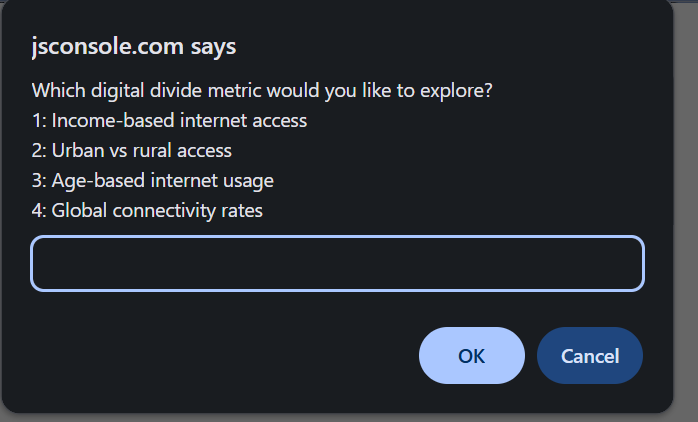 jsconsole.com says
Which digital divide metric would you like to explore?
1: Income-based internet access
2: Urban vs rural access
3: Age-based internet usage
4: Global connectivity rates
OK
Cancel